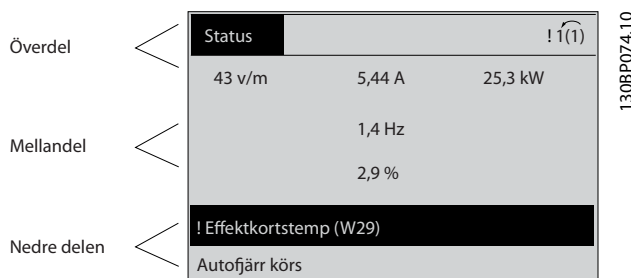 Överdel
Status
! 1(1)
43 v/m 5,44 A 25,3 kW
Mellandel
1,4 Hz
2,9 %
! Effektkortstemp (W29)
Nedre delen
Autofjärr körs
130BP074.10